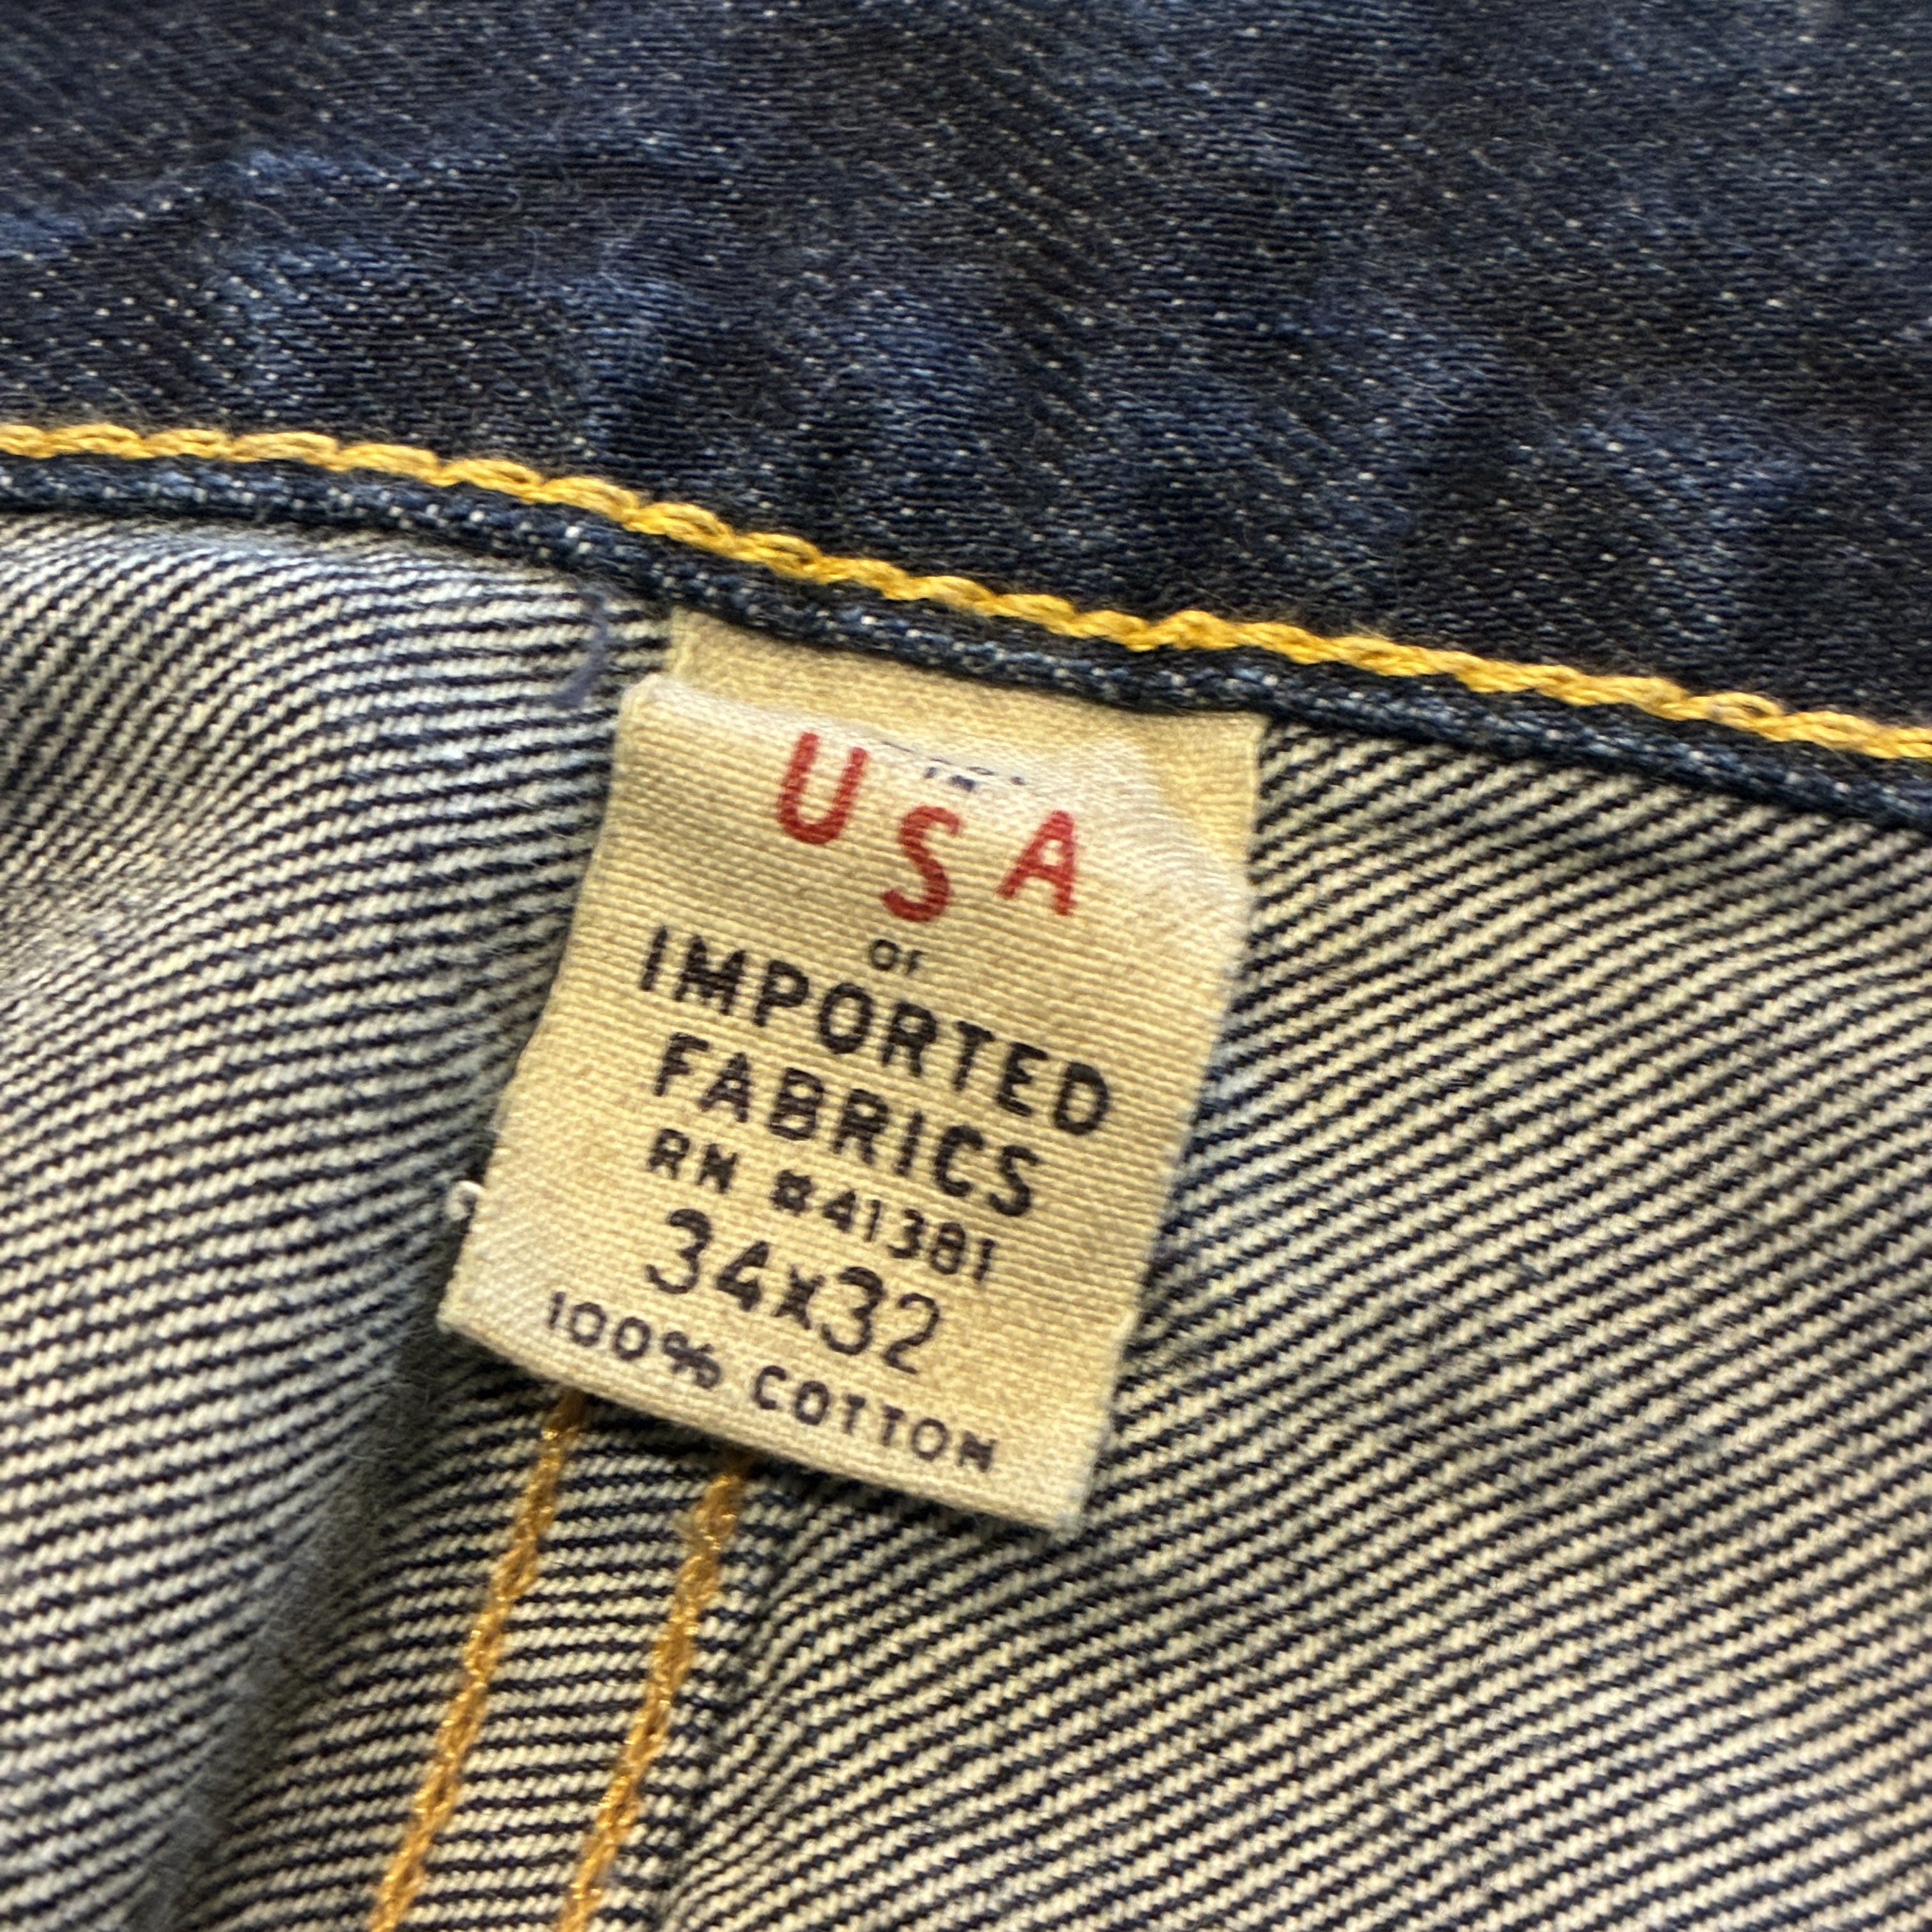 USA
OF
IMPORTED
FABRICS
RN #41381
34x32
100% COTTON